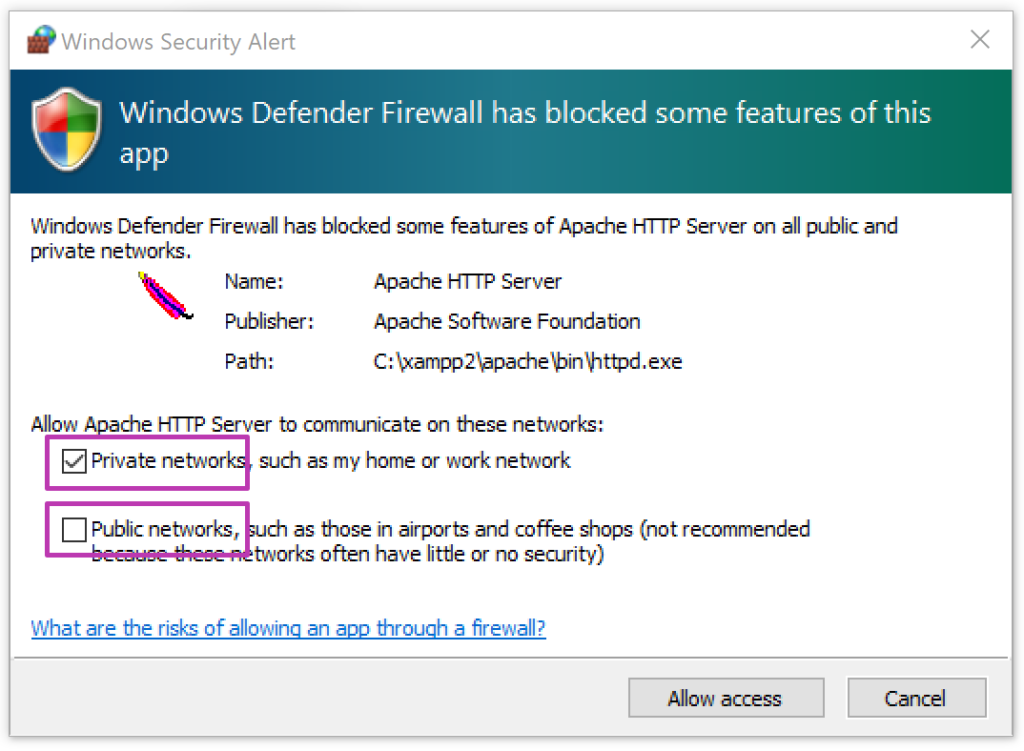 Windows Security Alert
Windows Defender Firewall has blocked some features of this
app
Windows Defender Firewall has blocked some features of Apache HTTP Server on all public and
private networks.
Name: Apache HTTP Server
Publisher: Apache Software Foundation
Path: C:\xampp2\apache\bin\httpd.exe
Allow Apache HTTP Server to communicate on these networks:
Private networks, such as my home or work network
Public networks, such as those in airports and coffee shops (not recommended
because these networks often have little or no security)
What are the risks of allowing an app through a firewall?
Allow access Cancel